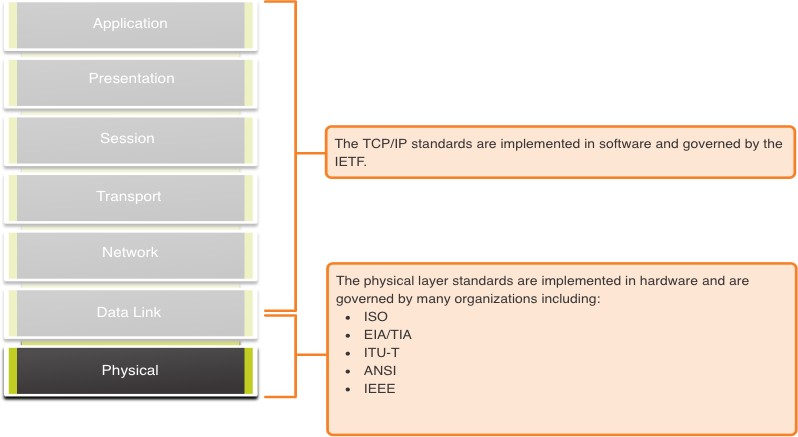 Application
Presentation
Session
Transport
Network
Data Link
Physical
The TCP/IP standards are implemented in software and governed by the
IETF.
The physical layer standards are implemented in hardware and are
governed by many organizations including:
• ISO
• EIA/TIA
• ITU-T
• ANSI
• IEEE